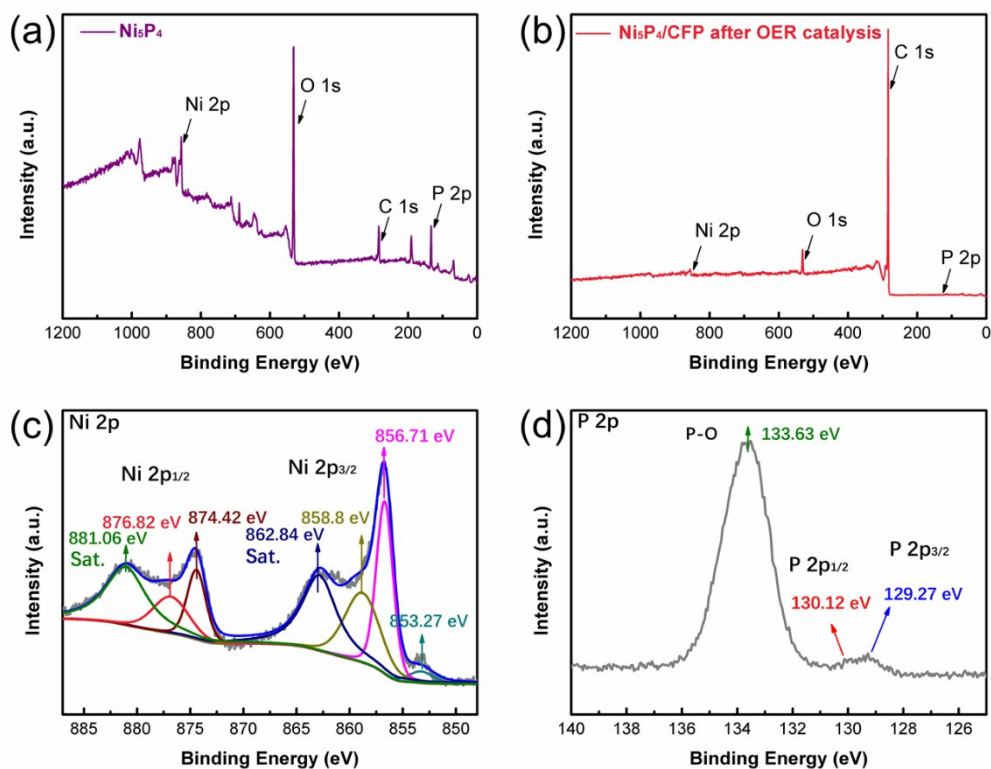 (a)
Ni₅P₄
Ni 2p
O 1s
C 1s
P 2p
Intensity (a.u.)
1200 1000 800 600 400 200 0
Binding Energy (eV)
(b)
Ni₅P₄/CFP after OER catalysis
C 1s
Ni 2p
O 1s
P 2p
Intensity (a.u.)
1200 1000 800 600 400 200 0
Binding Energy (eV)
(c)
Ni 2p
856.71 eV
Ni 2p₁/₂
Ni 2p₃/₂
876.82 eV
874.42 eV
858.8 eV
881.06 eV
862.84 eV
Sat.
Sat.
853.27 eV
Intensity (a.u.)
885 880 875 870 865 860 855 850
Binding Energy (eV)
(d)
P 2p
P-O
133.63 eV
P 2p₁/₂
P 2p₃/₂
130.12 eV
129.27 eV
Intensity (a.u.)
140 138 136 134 132 130 128 126
Binding Energy (eV)